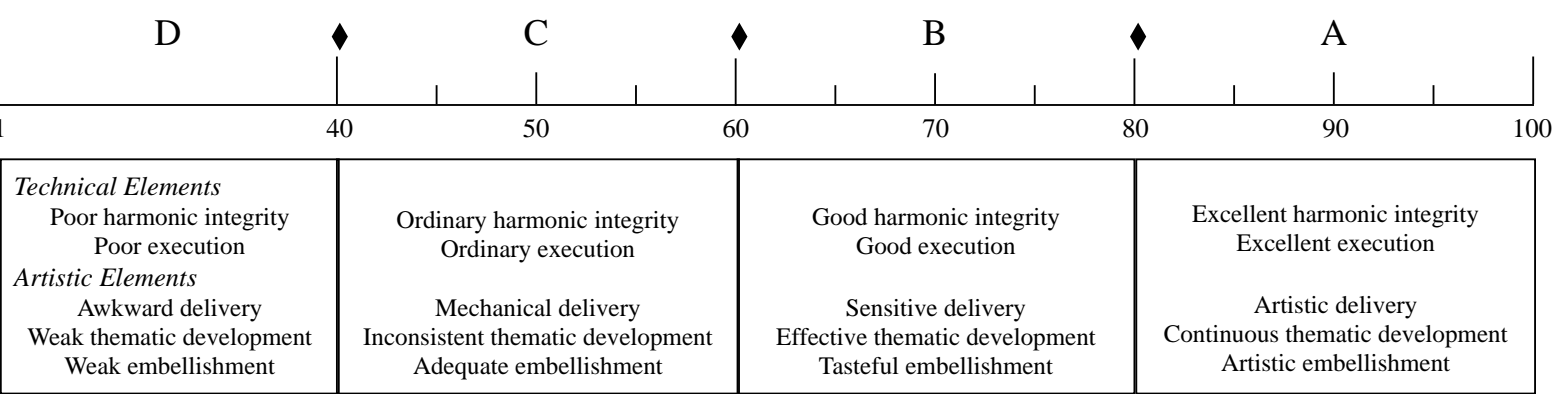 D ♦ C ♦ B ♦ A
1 40 50 60 70 80 90 100
Technical Elements
Poor harmonic integrity
Poor execution
Artistic Elements
Awkward delivery
Weak thematic development
Weak embellishment
Ordinary harmonic integrity
Ordinary execution
Mechanical delivery
Inconsistent thematic development
Adequate embellishment
Good harmonic integrity
Good execution
Sensitive delivery
Effective thematic development
Tasteful embellishment
Excellent harmonic integrity
Excellent execution
Artistic delivery
Continuous thematic development
Artistic embellishment